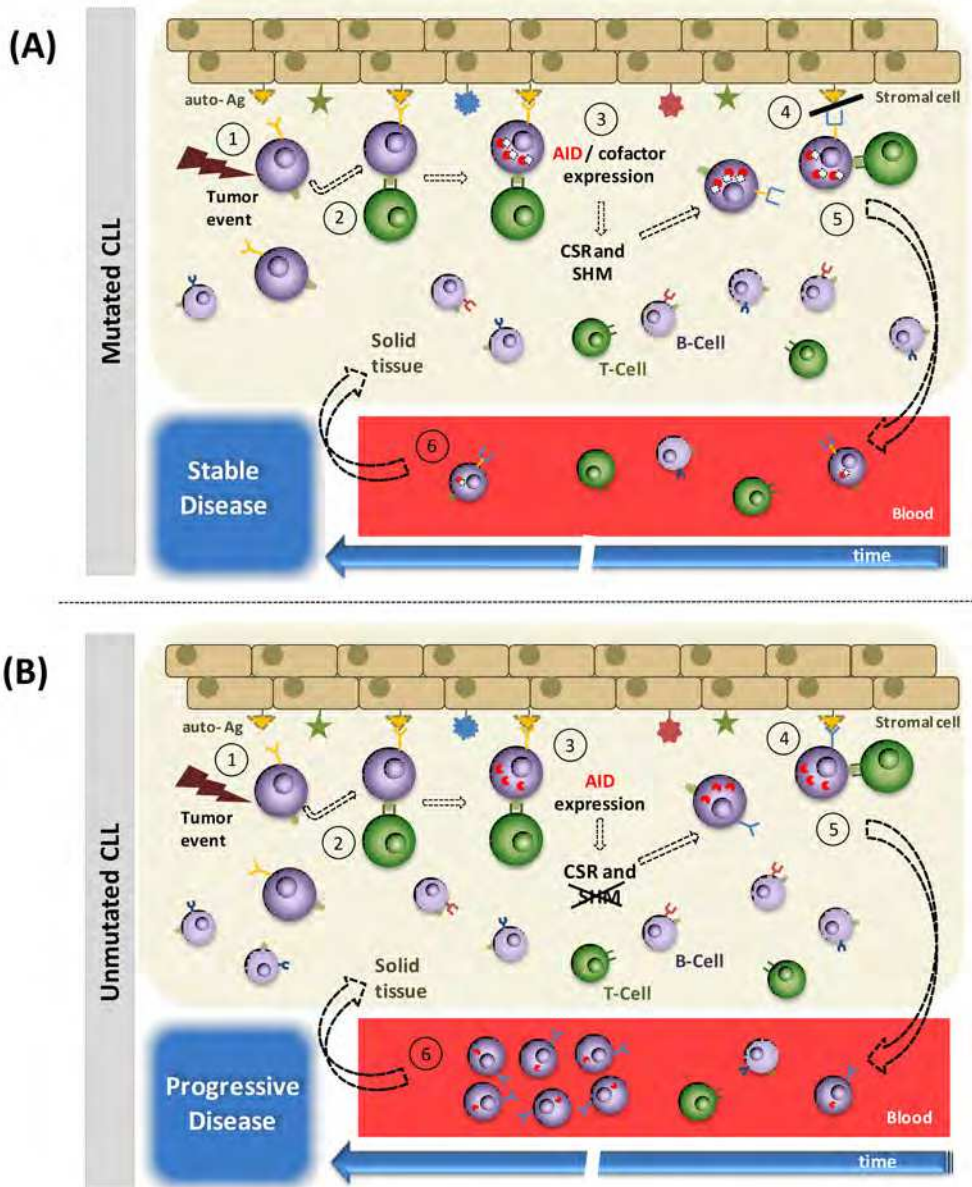 (A)
Mutated CLL
auto- Ag
Stromal cell
1
3
4
Tumor
event
2
AID / cofactor
expression
5
CSR and
SHM
Solid
tissue
B-Cell
T-Cell
6
Stable
Disease
Blood
time
(B)
Unmutated CLL
auto-Ag
Stromal cell
1
3
4
Tumor
event
2
AID
expression
5
CSR and
SHM
Solid
tissue
B-Cell
T-Cell
6
Progressive
Disease
Blood
time